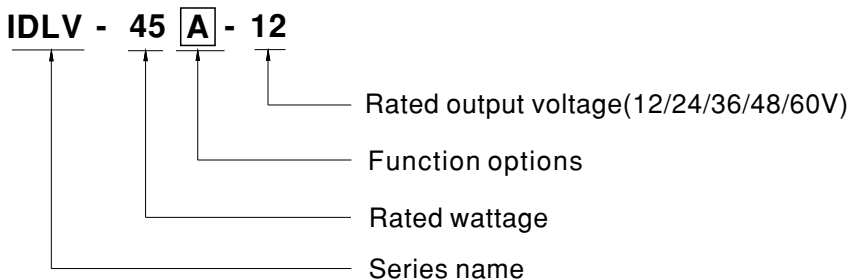 IDLV - 45 A - 12
Rated output voltage(12/24/36/48/60V)
Function options
Rated wattage
Series name